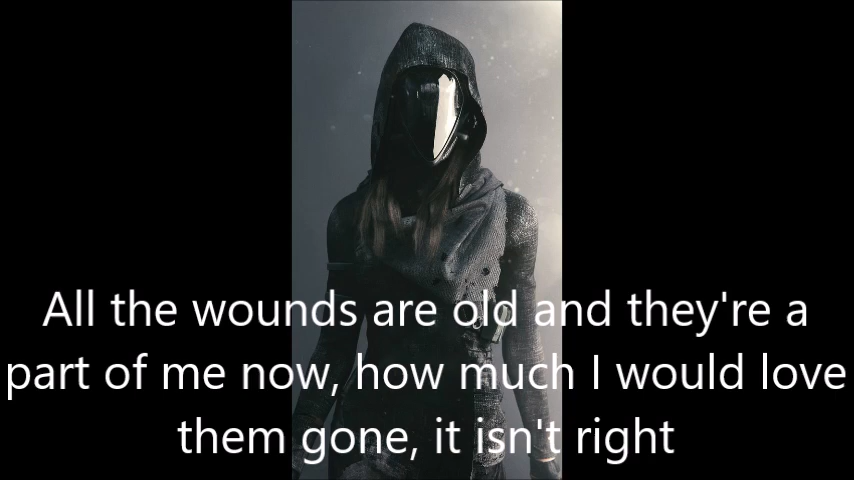 All the wounds are old and they're a
part of me now, how much I would love
them gone, it isn't right